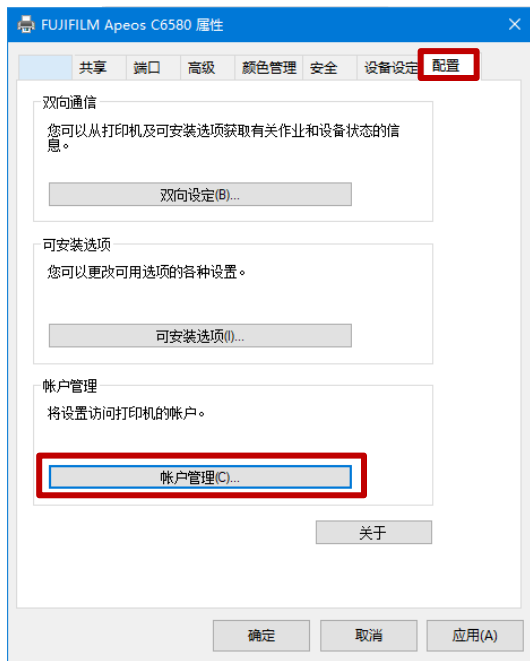 FUJIFILM Apeos C6580 属性
共享 端口 高级 颜色管理 安全 设备设定 配置
双向通信
您可以从打印机及可安装选项获取有关作业和设备状态的信
息。
双向设定(B)...
可安装选项
您可以更改可用选项的各种设置。
可安装选项(I)...
帐户管理
将设置访问打印机的帐户。
帐户管理(C)...
关于
确定 取消 应用(A)